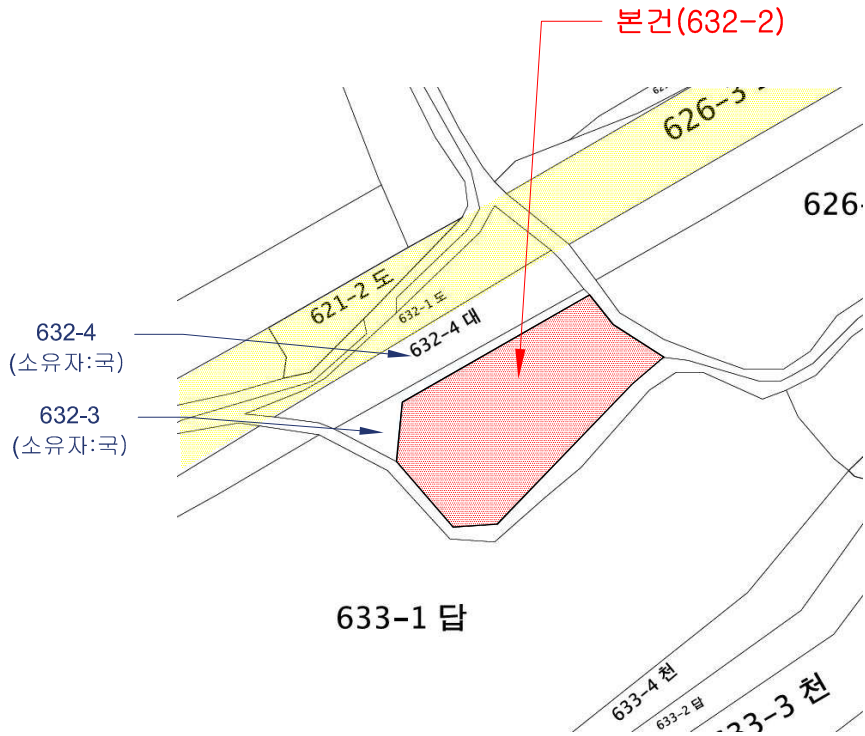 본건(632-2)
626-3
626-
621-2 도
632-1 도
632-4 대
632-4
(소유자:국)
632-3
(소유자:국)
633-1 답
633-4 천
633-2 답
33-3 천